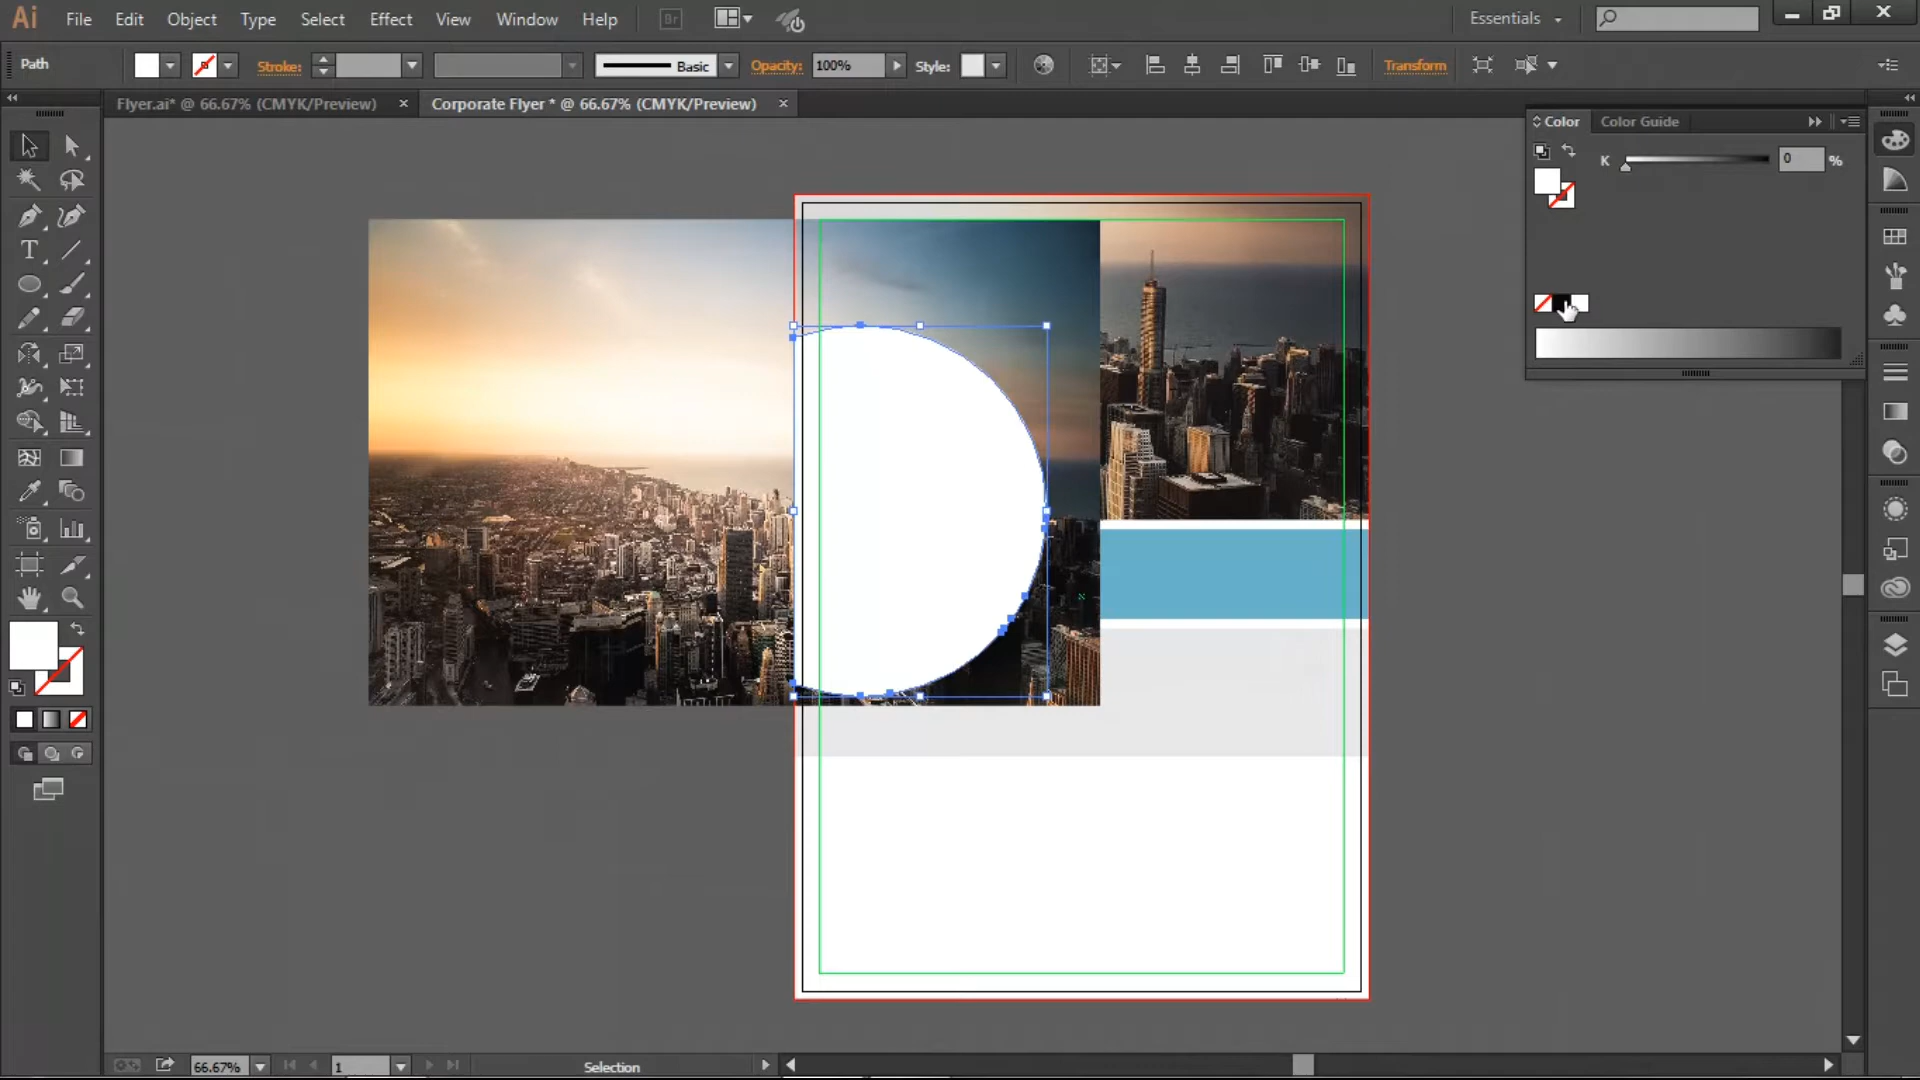 Ai File Edit Object Type Select Effect View Window Help Br Essentials
Path Stroke: Basic Opacity: 100% Style: Transform
Flyer.ai* @ 66.67% (CMYK/Preview) × Corporate Flyer * @ 66.67% (CMYK/Preview) ×
Color Color Guide
K 0 %
T
66.67% 1 Selection